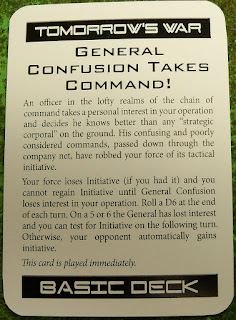 TOMORROW'S WAR
GENERAL
CONFUSION TAKES
COMMAND!
An officer in the lofty realms of the chain of
command takes a personal interest in your operation
and decides he knows better than any "strategic
corporal" on the ground. His confusing and poorly
considered commands, passed down through the
company net, have robbed your force of its tactical
initiative.
Your force loses Initiative (if you had it) and you
cannot regain Initiative until General Confusion
loses interest in your operation. Roll a D6 at the
end of each turn. On a 5 or 6 the General has lost interest
and you can test for Initiative on the following turn.
Otherwise, your opponent automatically gains
initiative.
This card is played immediately.
BASIC DECK